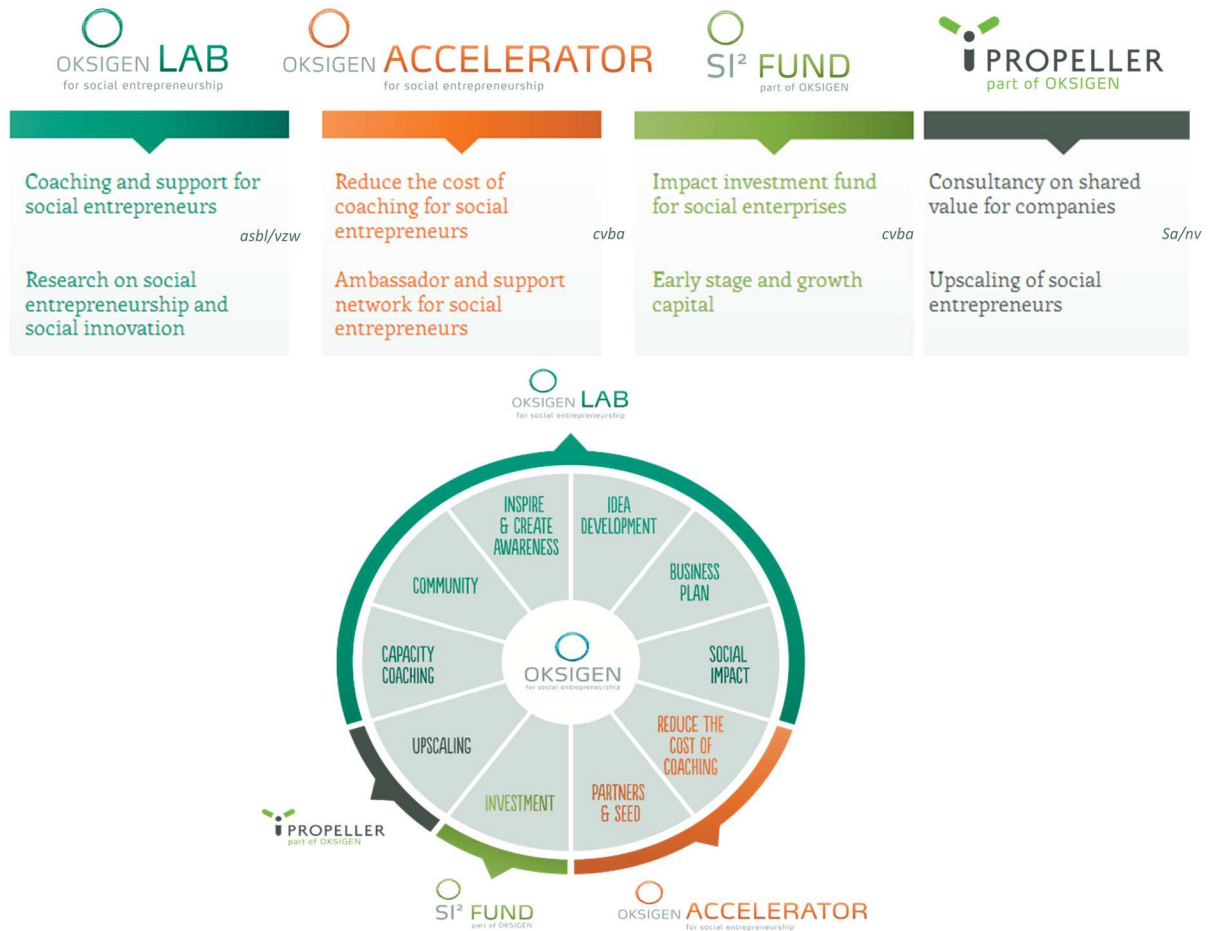 OKSIGEN LAB
for social entrepreneurship
OKSIGEN ACCELERATOR
for social entrepreneurship
SI² FUND
part of OKSIGEN
iPROPELLER
part of OKSIGEN
Coaching and support for
social entrepreneurs
asbl/vzw
Research on social
entrepreneurship and
social innovation
Reduce the cost of
coaching for social
entrepreneurs
cvba
Ambassador and support
network for social
entrepreneurs
Impact investment fund
for social enterprises
cvba
Early stage and growth
capital
Consultancy on shared
value for companies
Sa/nv
Upscaling of social
entrepreneurs
OKSIGEN LAB
for social entrepreneurship
INSPIRE
& CREATE
AWARENESS
IDEA
DEVELOPMENT
BUSINESS
PLAN
SOCIAL
IMPACT
REDUCE THE
COST OF
COACHING
PARTNERS
& SEED
INVESTMENT
UPSCALING
CAPACITY
COACHING
COMMUNITY
OKSIGEN
for social entrepreneurship
iPROPELLER
part of OKSIGEN
SI² FUND
part of OKSIGEN
OKSIGEN ACCELERATOR
for social entrepreneurship